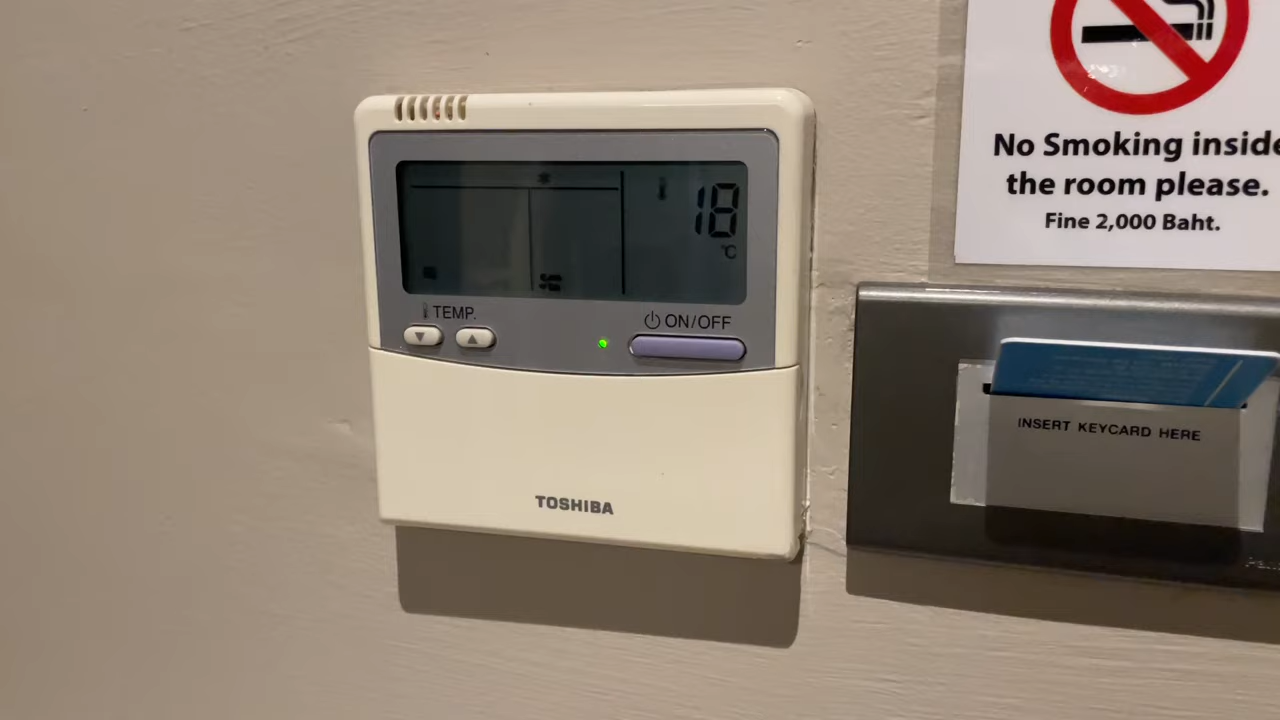 18
°C
TEMP.
ON/OFF
TOSHIBA
No Smoking inside
the room please.
Fine 2,000 Baht.
INSERT KEYCARD HERE